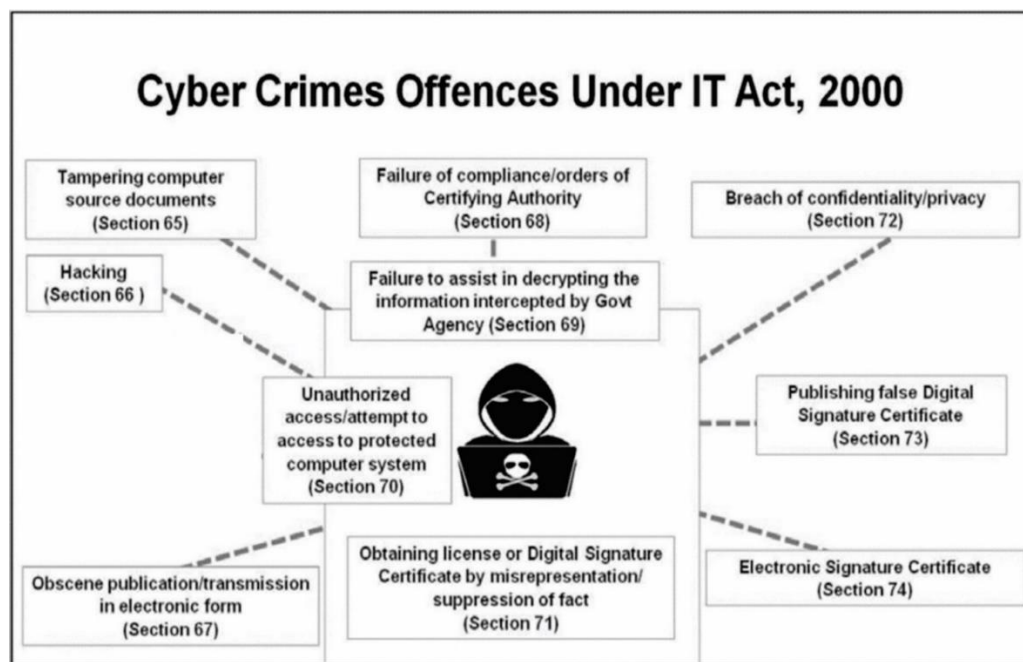 Cyber Crimes Offences Under IT Act, 2000
Tampering computer
source documents
(Section 65)
Failure of compliance/orders of
Certifying Authority
(Section 68)
Breach of confidentiality/privacy
(Section 72)
Hacking
(Section 66 )
Failure to assist in decrypting the
information intercepted by Govt
Agency (Section 69)
Unauthorized
access/attempt to
access to protected
computer system
(Section 70)
Publishing false Digital
Signature Certificate
(Section 73)
Obscene publication/transmission
in electronic form
(Section 67)
Obtaining license or Digital Signature
Certificate by misrepresentation/
suppression of fact
(Section 71)
Electronic Signature Certificate
(Section 74)